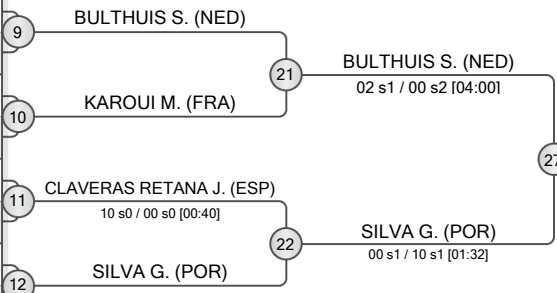 BULTHUIS S. (NED)
9
21
BULTHUIS S. (NED)
02 s1 / 00 s2 [04:00]
KAROUI M. (FRA)
10
27
CLAVERAS RETANA J. (ESP)
11
10 s0 / 00 s0 [00:40]
22
SILVA G. (POR)
00 s1 / 10 s1 [01:32]
SILVA G. (POR)
12